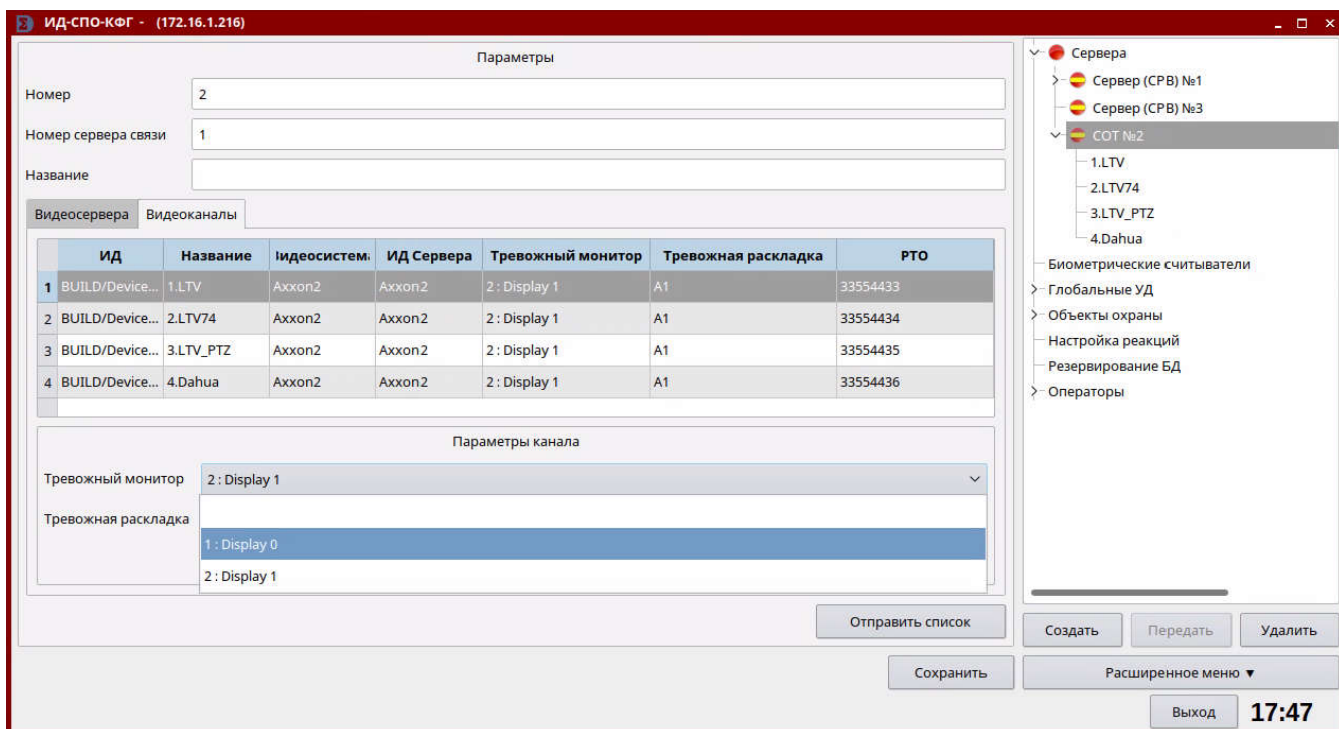 ИД-СПО-КФГ - (172.16.1.216)
Параметры
Номер 2
Номер сервера связи 1
Название
Видеосервера Видеоканалы
ИД Название идеосистем ИД Сервера Тревожный монитор Тревожная раскладка РТО
1 BUILD/Device... 1.LTV Axxon2 Axxon2 2 : Display 1 A1 33554433
2 BUILD/Device... 2.LTV74 Axxon2 Axxon2 2 : Display 1 A1 33554434
3 BUILD/Device... 3.LTV_PTZ Axxon2 Axxon2 2 : Display 1 A1 33554435
4 BUILD/Device... 4.Dahua Axxon2 Axxon2 2 : Display 1 A1 33554436
Параметры канала
Тревожный монитор 2 : Display 1
Тревожная раскладка
1 : Display 0
2 : Display 1
Отправить список
Сохранить
Сервера
Сервер (СРВ) №1
Сервер (СРВ) №3
СОТ №2
1.LTV
2.LTV74
3.LTV_PTZ
4.Dahua
Биометрические считыватели
Глобальные УД
Объекты охраны
Настройка реакций
Резервирование БД
Операторы
Создать Передать Удалить
Расширенное меню ▼
Выход 17:47